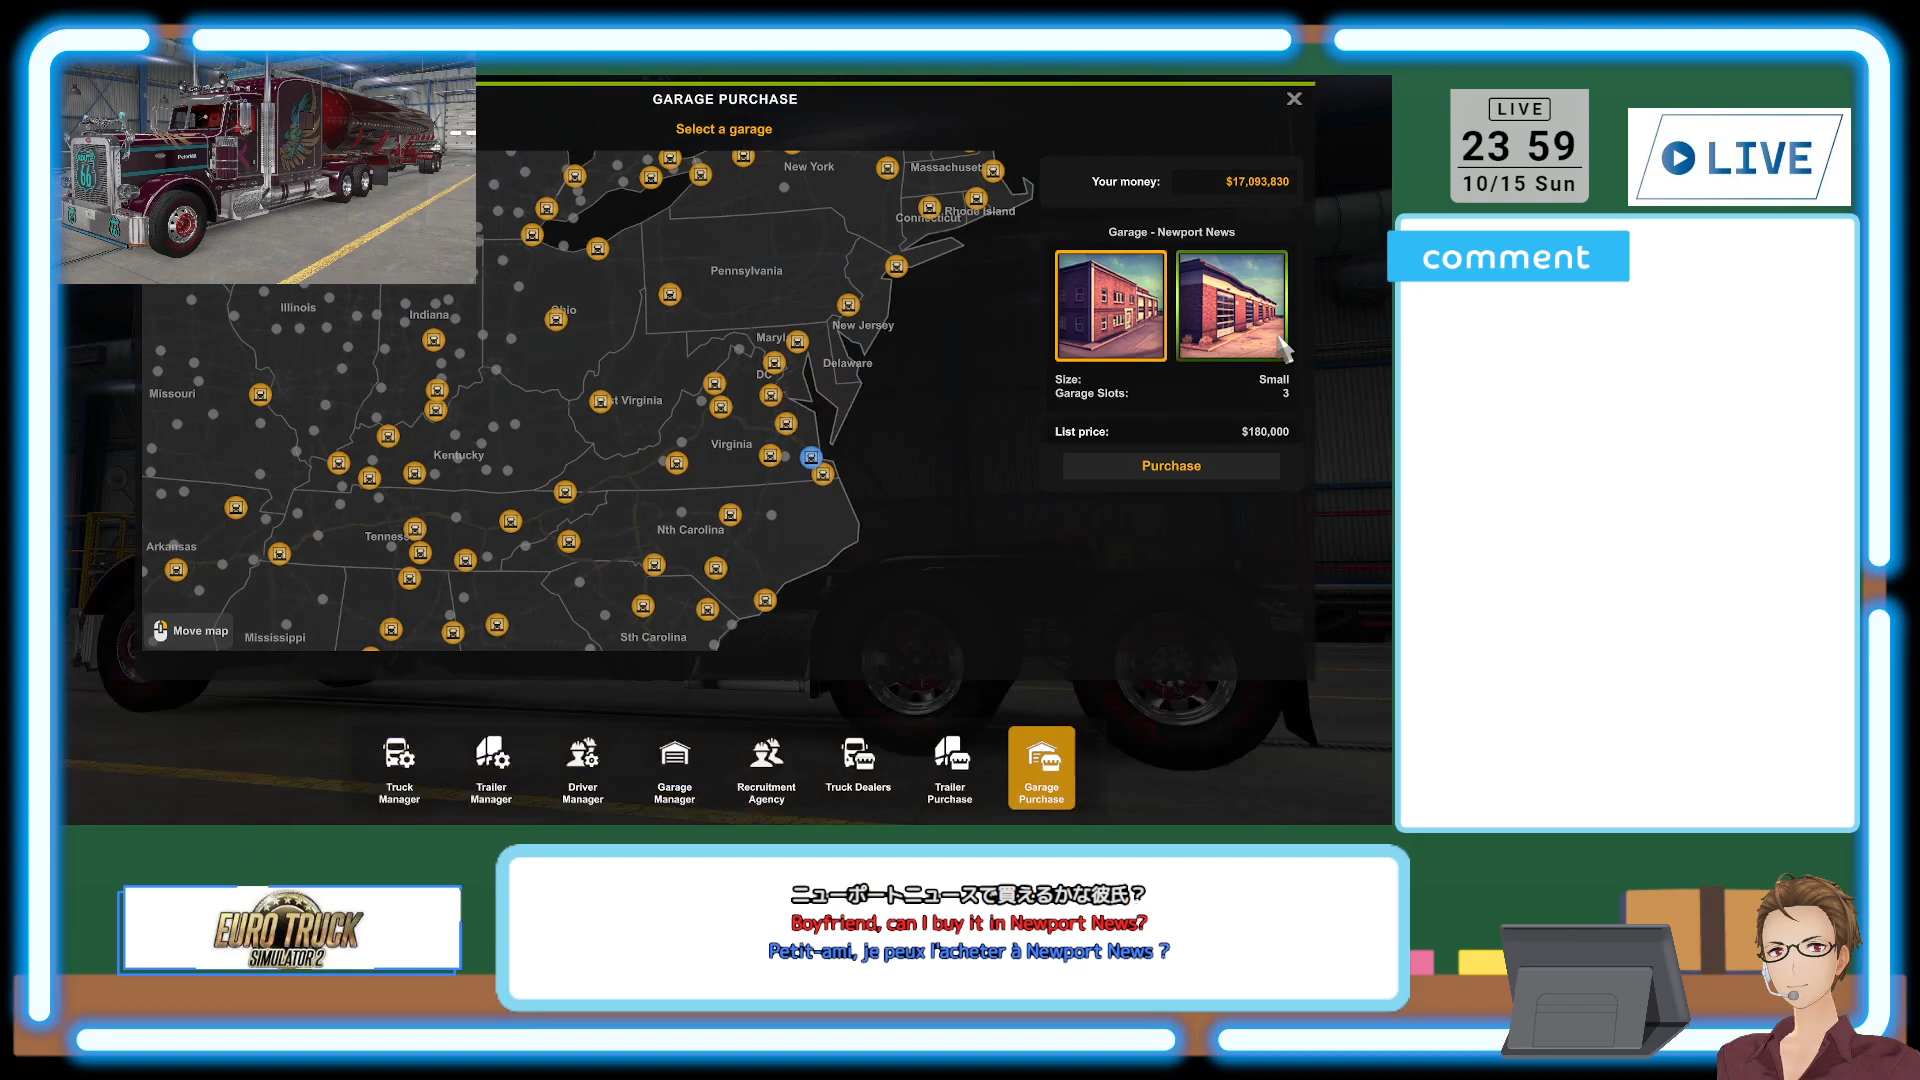 GARAGE PURCHASE
Select a garage
New York
Massachuset
Connecticut
Rhode Island
Pennsylvania
Illinois
Indiana
Ohio
New Jersey
Maryl
DC
Delaware
Missouri
st Virginia
Virginia
Kentucky
Nth Carolina
Tenness
Arkansas
Mississippi
Sth Carolina
Move map
Your money: $17,093,830
Garage - Newport News
Size: Small
Garage Slots: 3
List price: $180,000
Purchase
Truck Manager
Trailer Manager
Driver Manager
Garage Manager
Recruitment Agency
Truck Dealers
Trailer Purchase
Garage Purchase
LIVE
23 59
10/15 Sun
LIVE
comment
EURO TRUCK
SIMULATOR 2
ニューポートニュースで買えるかな彼氏？
Boyfriend, can I buy it in Newport News?
Petit-ami, je peux l'acheter à Newport News ?
ROUTE
66
Peterbilt